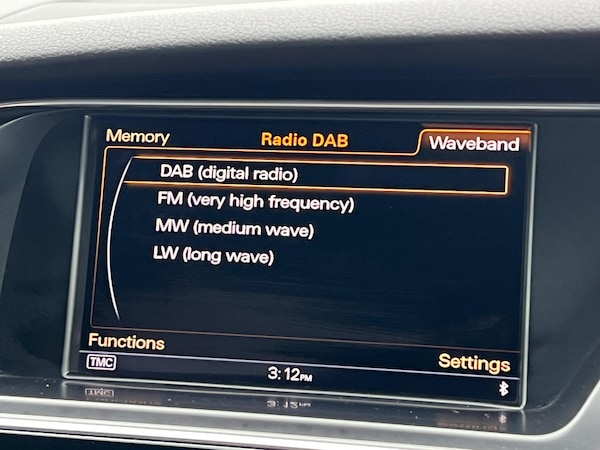 Memory Radio DAB Waveband
DAB (digital radio)
FM (very high frequency)
MW (medium wave)
LW (long wave)
Functions Settings
TMC 3:12PM